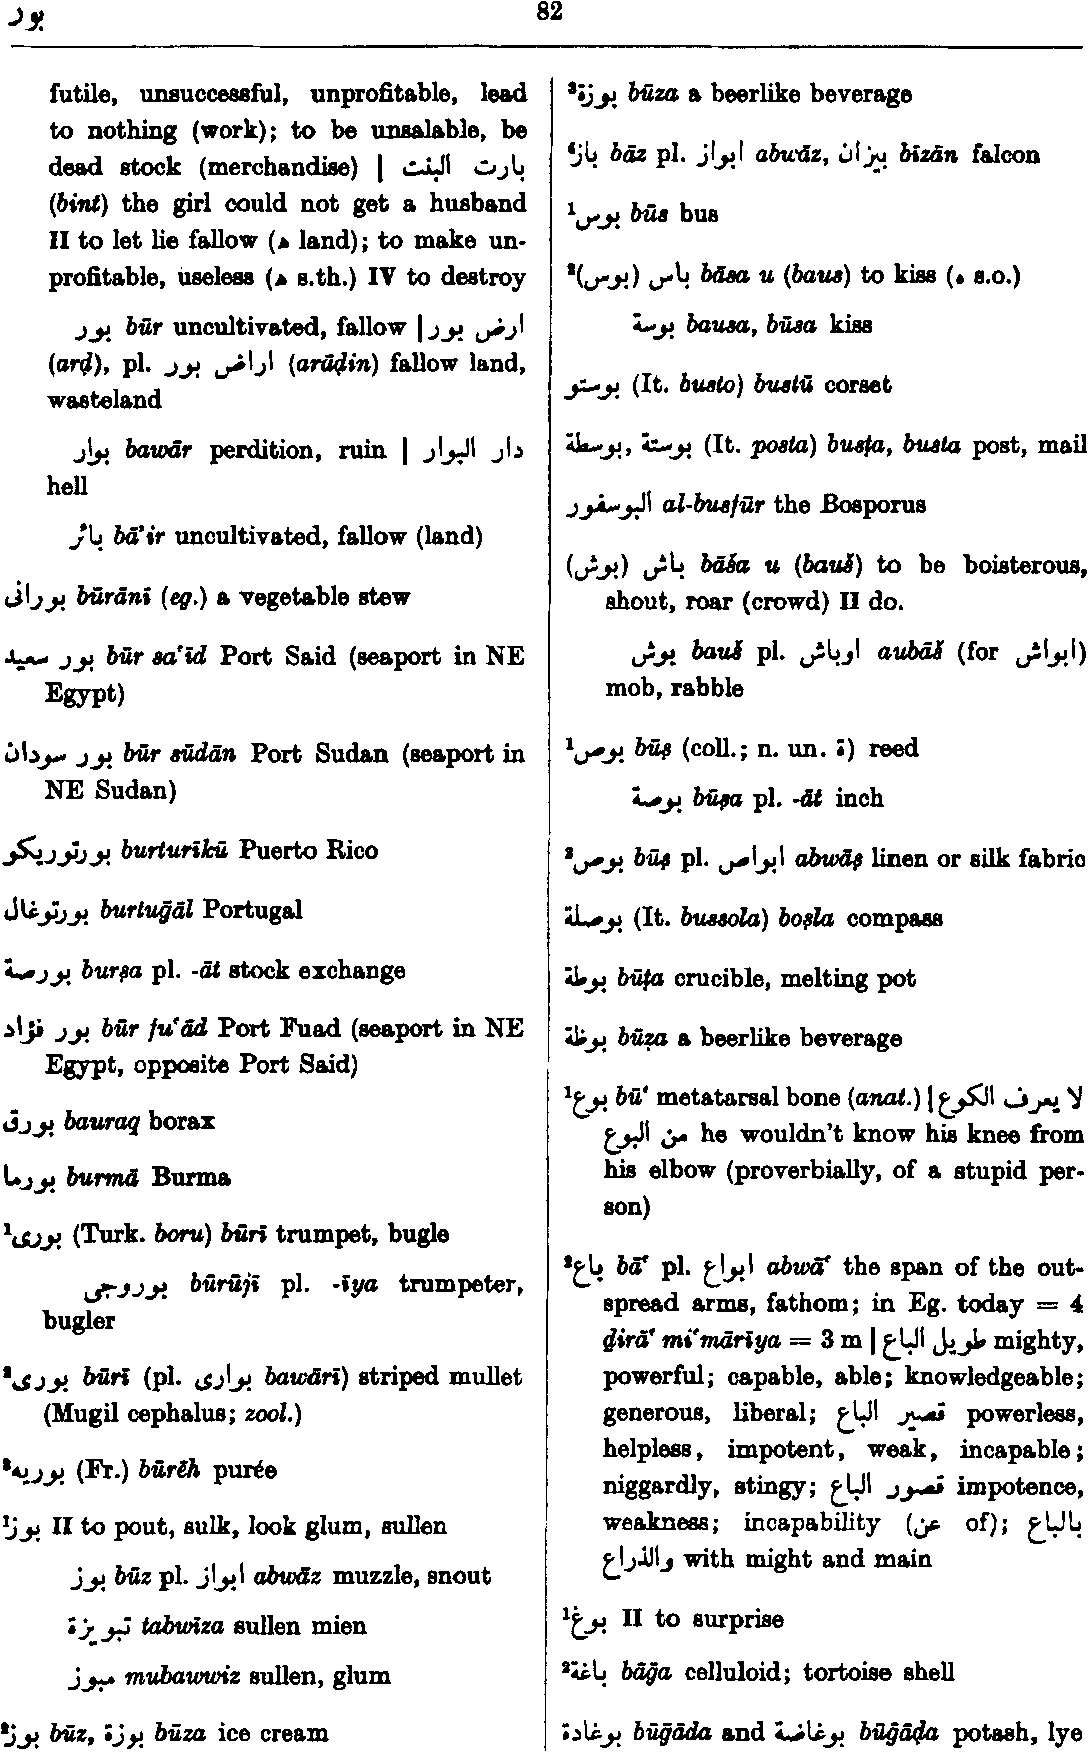 بور
82
futile, unsuccessful, unprofitable, lead
to nothing (work); to be unsalable, be
dead stock (merchandise) | بارت البنت
(bint) the girl could not get a husband
II to let lie fallow (ه land); to make un-
profitable, useless (ه s.th.) IV to destroy
بور būr uncultivated, fallow | ارض بور
(arḍ), pl. اراض بور (arāḍin) fallow land,
wasteland
بوار bawār perdition, ruin | دار البوار
hell
بائر bā'ir uncultivated, fallow (land)
بورانى būrānī (eg.) a vegetable stew
بور سعيد būr sa‘īd Port Said (seaport in NE
Egypt)
بور سودان būr sūdān Port Sudan (seaport in
NE Sudan)
بورتوريكو burturīkū Puerto Rico
بورتوغال burtuḡāl Portugal
بورصة burṣa pl. -āt stock exchange
بور فؤاد būr fu‘ād Port Fuad (seaport in NE
Egypt, opposite Port Said)
بورق bauraq borax
بورما burmā Burma
¹بورى (Turk. boru) būrī trumpet, bugle
بوروجى būrūjī pl. -īya trumpeter,
bugler
²بورى būrī (pl. بوارى bawārī) striped mullet
(Mugil cephalus; zool.)
³بوريه (Fr.) būrēh purée
¹بوز II to pout, sulk, look glum, sullen
بوز būz pl. ابواز abwāz muzzle, snout
تبويزة tabwīza sullen mien
مبوز mubawwiz sullen, glum
²بوز būz, بوزة būza ice cream
³بوزة būza a beerlike beverage
⁴باز bāz pl. ابواز abwāz, بيزان bīzān falcon
¹بوس būs bus
²(بوس) باس bāsa u (baus) to kiss (ه s.o.)
بوسة bausa, būsa kiss
بوستو (It. busto) bustū corset
بوسطة, بوستة (It. posta) busṭa, busta post, mail
البوسفور al-busfūr the Bosporus
(بوش) باش bāša u (bauš) to be boisterous,
shout, roar (crowd) II do.
بوش bauš pl. اوباش aubāš (for ابواش)
mob, rabble
¹بوص būṣ (coll.; n. un. ة) reed
بوصة būṣa pl. -āt inch
²بوص būṣ pl. ابواص abwāṣ linen or silk fabric
بوصلة (It. bussola) boṣla compass
بوطة būṭa crucible, melting pot
بوظة būẓa a beerlike beverage
¹بوع bū‘ metatarsal bone (anat.) | لا يعرف الكوع
من البوع he wouldn't know his knee from
his elbow (proverbially, of a stupid per-
son)
²باع bā‘ pl. ابواع abwā‘ the span of the out-
spread arms, fathom; in Eg. today = 4
ḏirā‘ mi‘mārīya = 3 m | طويل الباع mighty,
powerful; capable, able; knowledgeable;
generous, liberal; قصير الباع powerless,
helpless, impotent, weak, incapable;
niggardly, stingy; قصور الباع impotence,
weakness; incapability (عن of); بالباع
والذراع with might and main
¹بوغ II to surprise
²باغة bāḡa celluloid; tortoise shell
بوغادة būḡāda and بوغاضة būḡāḍa potash, lye